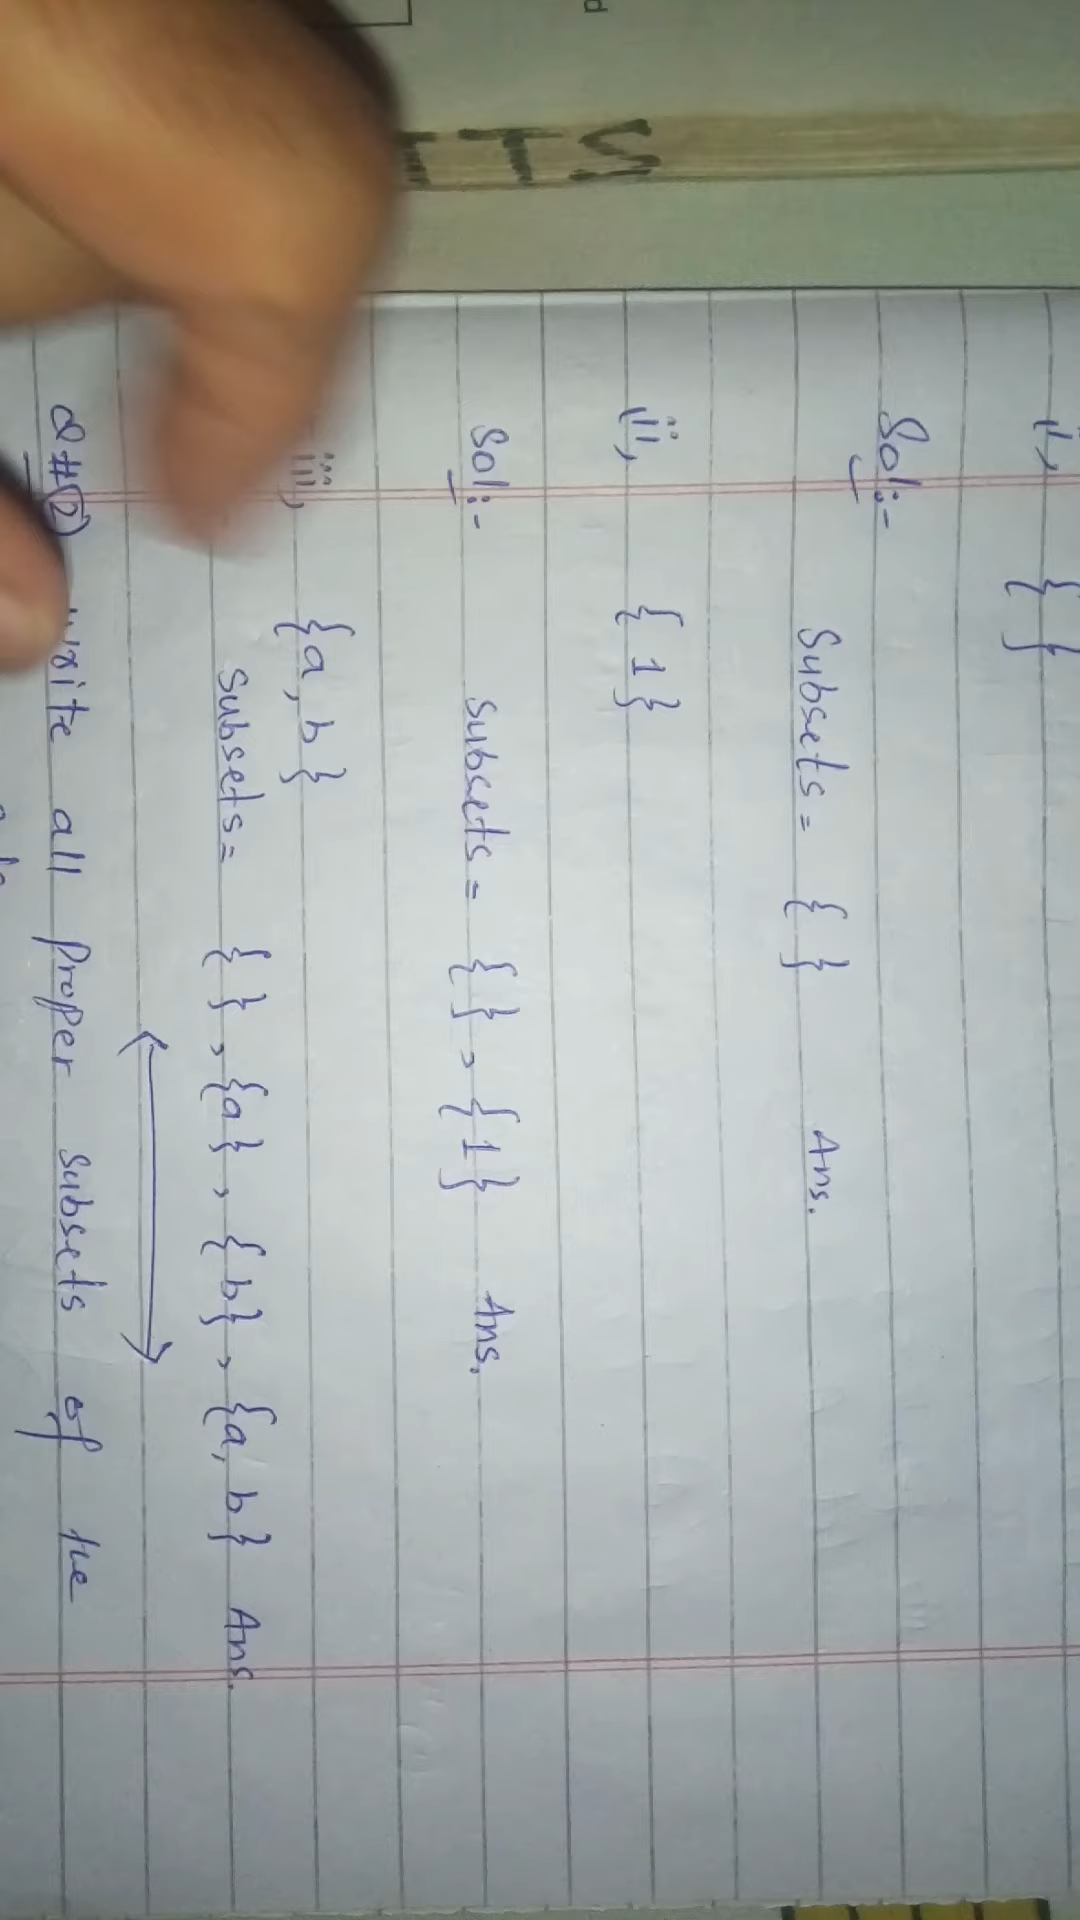 i, { }
Sol:-
Subsets = { } Ans.
ii, { 1 }
Sol:-
Subsets = { } , { 1 } Ans.
iii, {a, b}
Subsets = { } , {a} , {b} , {a, b} Ans.
Q#2 write all Proper Subsets of the